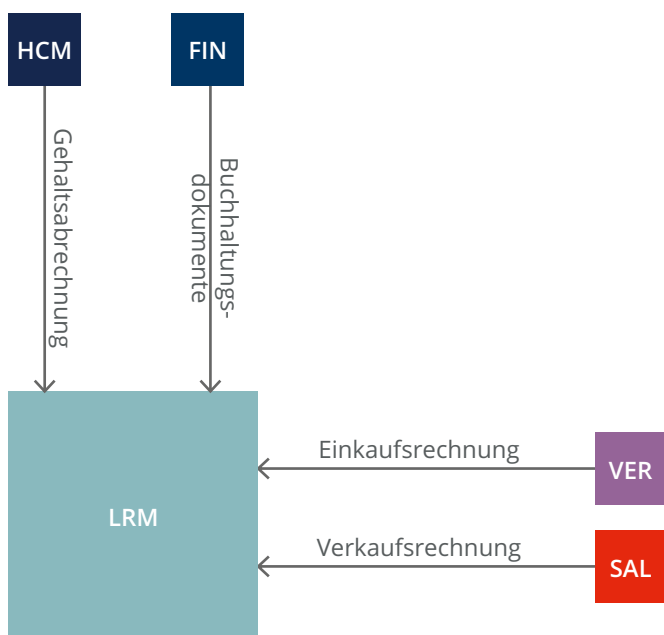 HCM
FIN
Gehaltsabrechnung
Buchhaltungs-
dokumente
Einkaufsrechnung
VER
LRM
Verkaufsrechnung
SAL